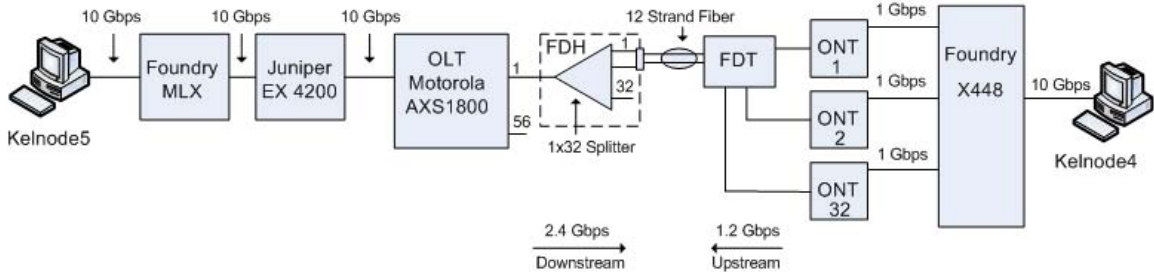 10 Gbps
10 Gbps
10 Gbps
Kelnode5
Foundry
MLX
Juniper
EX 4200
OLT
Motorola
AXS1800
1
56
FDH
1
32
1x32 Splitter
12 Strand Fiber
FDT
ONT
1
ONT
2
ONT
32
1 Gbps
1 Gbps
1 Gbps
Foundry
X448
10 Gbps
Kelnode4
2.4 Gbps
Downstream
1.2 Gbps
Upstream